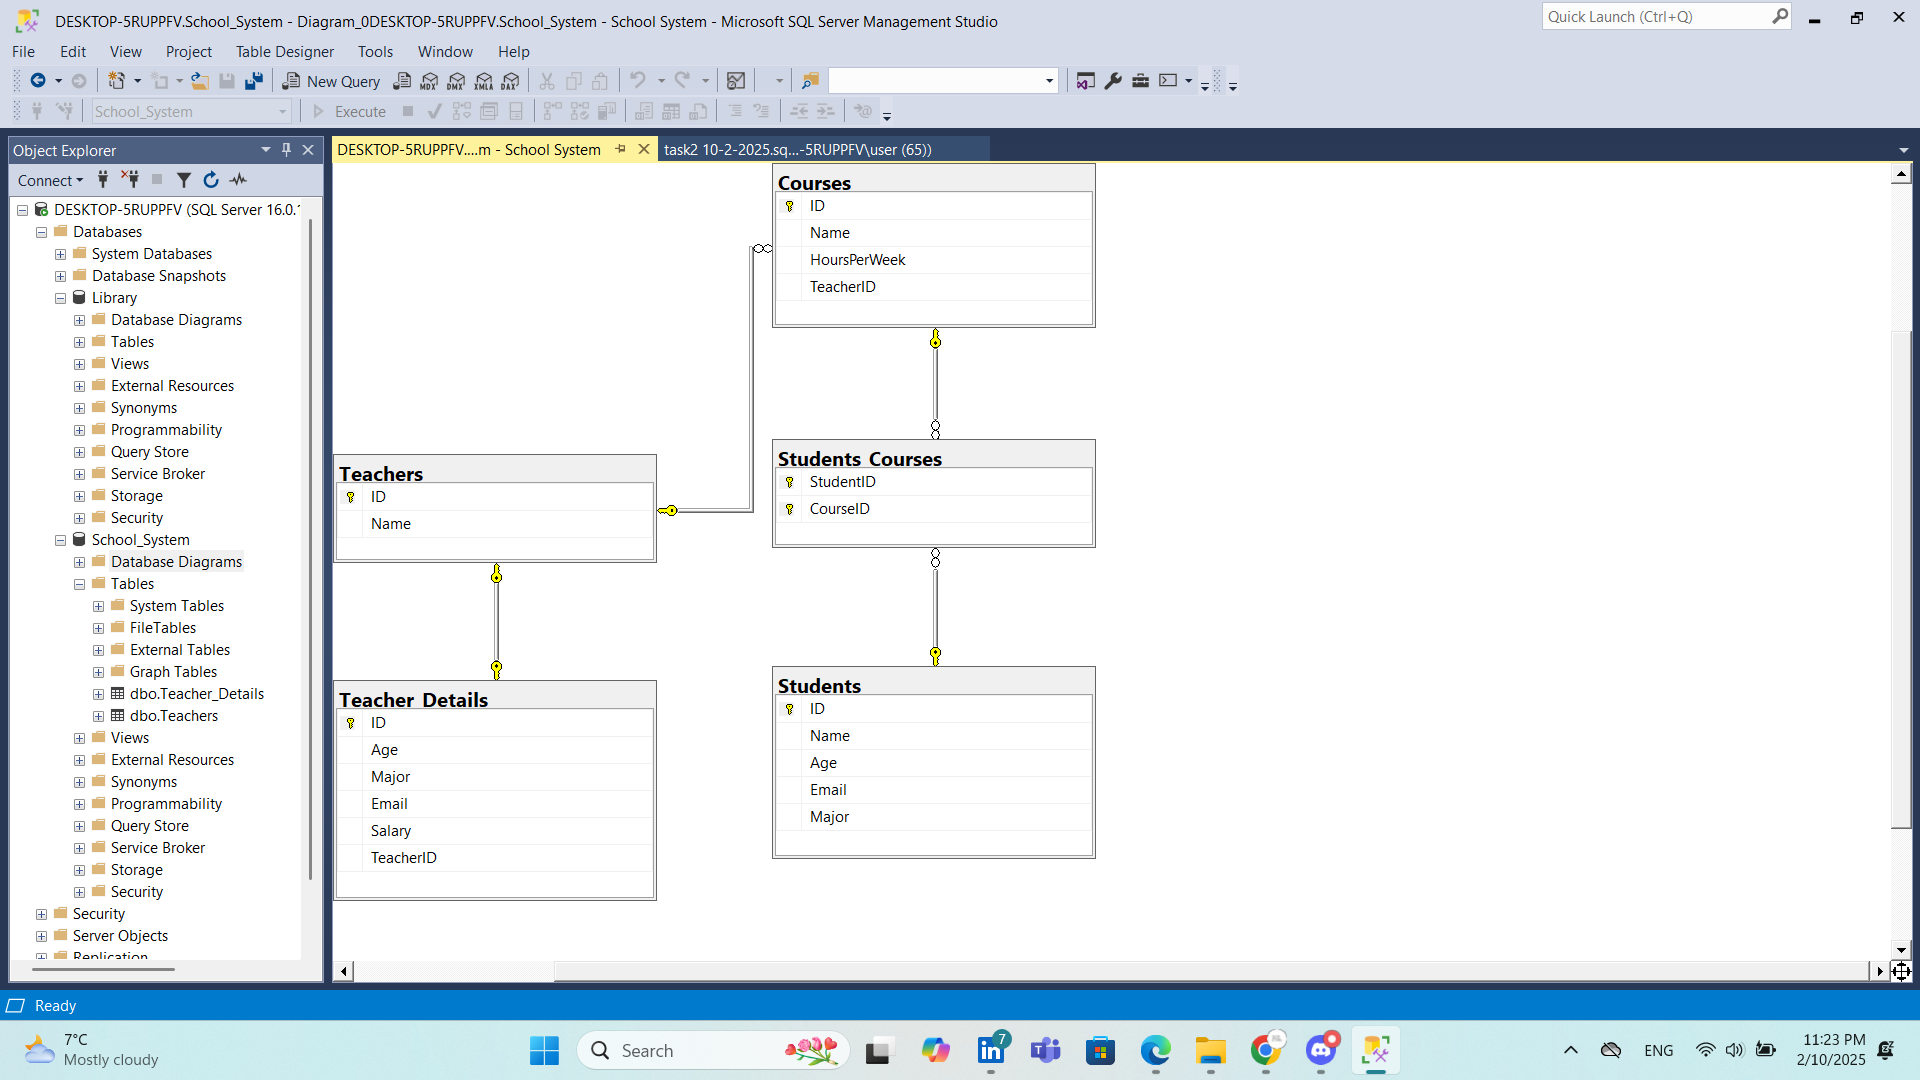 DESKTOP-5RUPPFV.School_System - Diagram_0DESKTOP-5RUPPFV.School_System - School System - Microsoft SQL Server Management Studio
Quick Launch (Ctrl+Q)
File Edit View Project Table Designer Tools Window Help
New Query MDX DMX XMLA DAX
School_System Execute
Object Explorer
Connect
DESKTOP-5RUPPFV (SQL Server 16.0.1
Databases
System Databases
Database Snapshots
Library
Database Diagrams
Tables
Views
External Resources
Synonyms
Programmability
Query Store
Service Broker
Storage
Security
School_System
Database Diagrams
Tables
System Tables
FileTables
External Tables
Graph Tables
dbo.Teacher_Details
dbo.Teachers
Views
External Resources
Synonyms
Programmability
Query Store
Service Broker
Storage
Security
Security
Server Objects
Replication
DESKTOP-5RUPPFV....m - School System
task2 10-2-2025.sq...-5RUPPFV\user (65))
Courses
ID
Name
HoursPerWeek
TeacherID
Teachers
ID
Name
Students_Courses
StudentID
CourseID
Teacher_Details
ID
Age
Major
Email
Salary
TeacherID
Students
ID
Name
Age
Email
Major
Ready
7°C
Mostly cloudy
Search
7
ENG
11:23 PM
2/10/2025